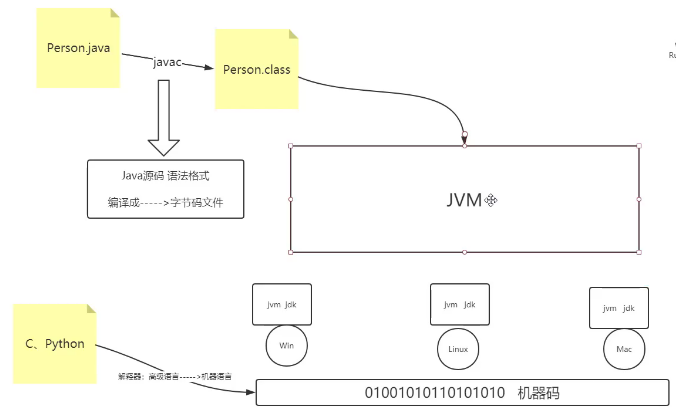 Person.java
javac
Person.class
Ru
Java源码 语法格式
编译成----->字节码文件
JVM
jvm jdk
jvm jdk
jvm jdk
Win
Linux
Mac
C、Python
解释器：高级语言----->机器语言
01001010110101010 机器码